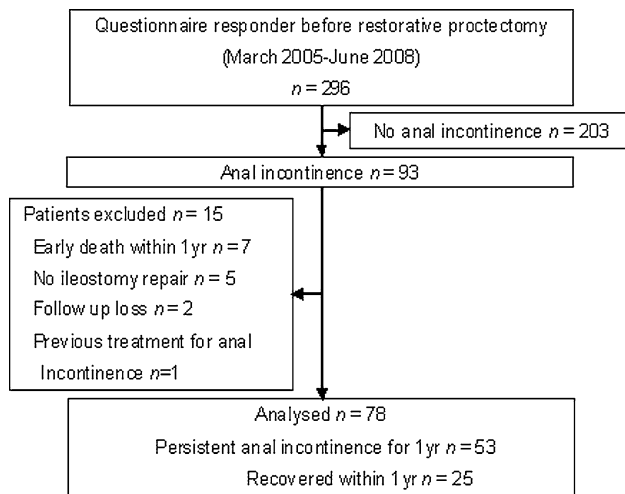 Questionnaire responder before restorative proctectomy
(March 2005-June 2008)
n = 296
No anal incontinence n = 203
Anal incontinence n = 93
Patients excluded n = 15
Early death within 1yr n = 7
No ileostomy repair n = 5
Follow up loss n = 2
Previous treatment for anal
Incontinence n=1
Analysed n = 78
Persistent anal incontinence for 1yr n = 53
Recovered within 1yr n = 25